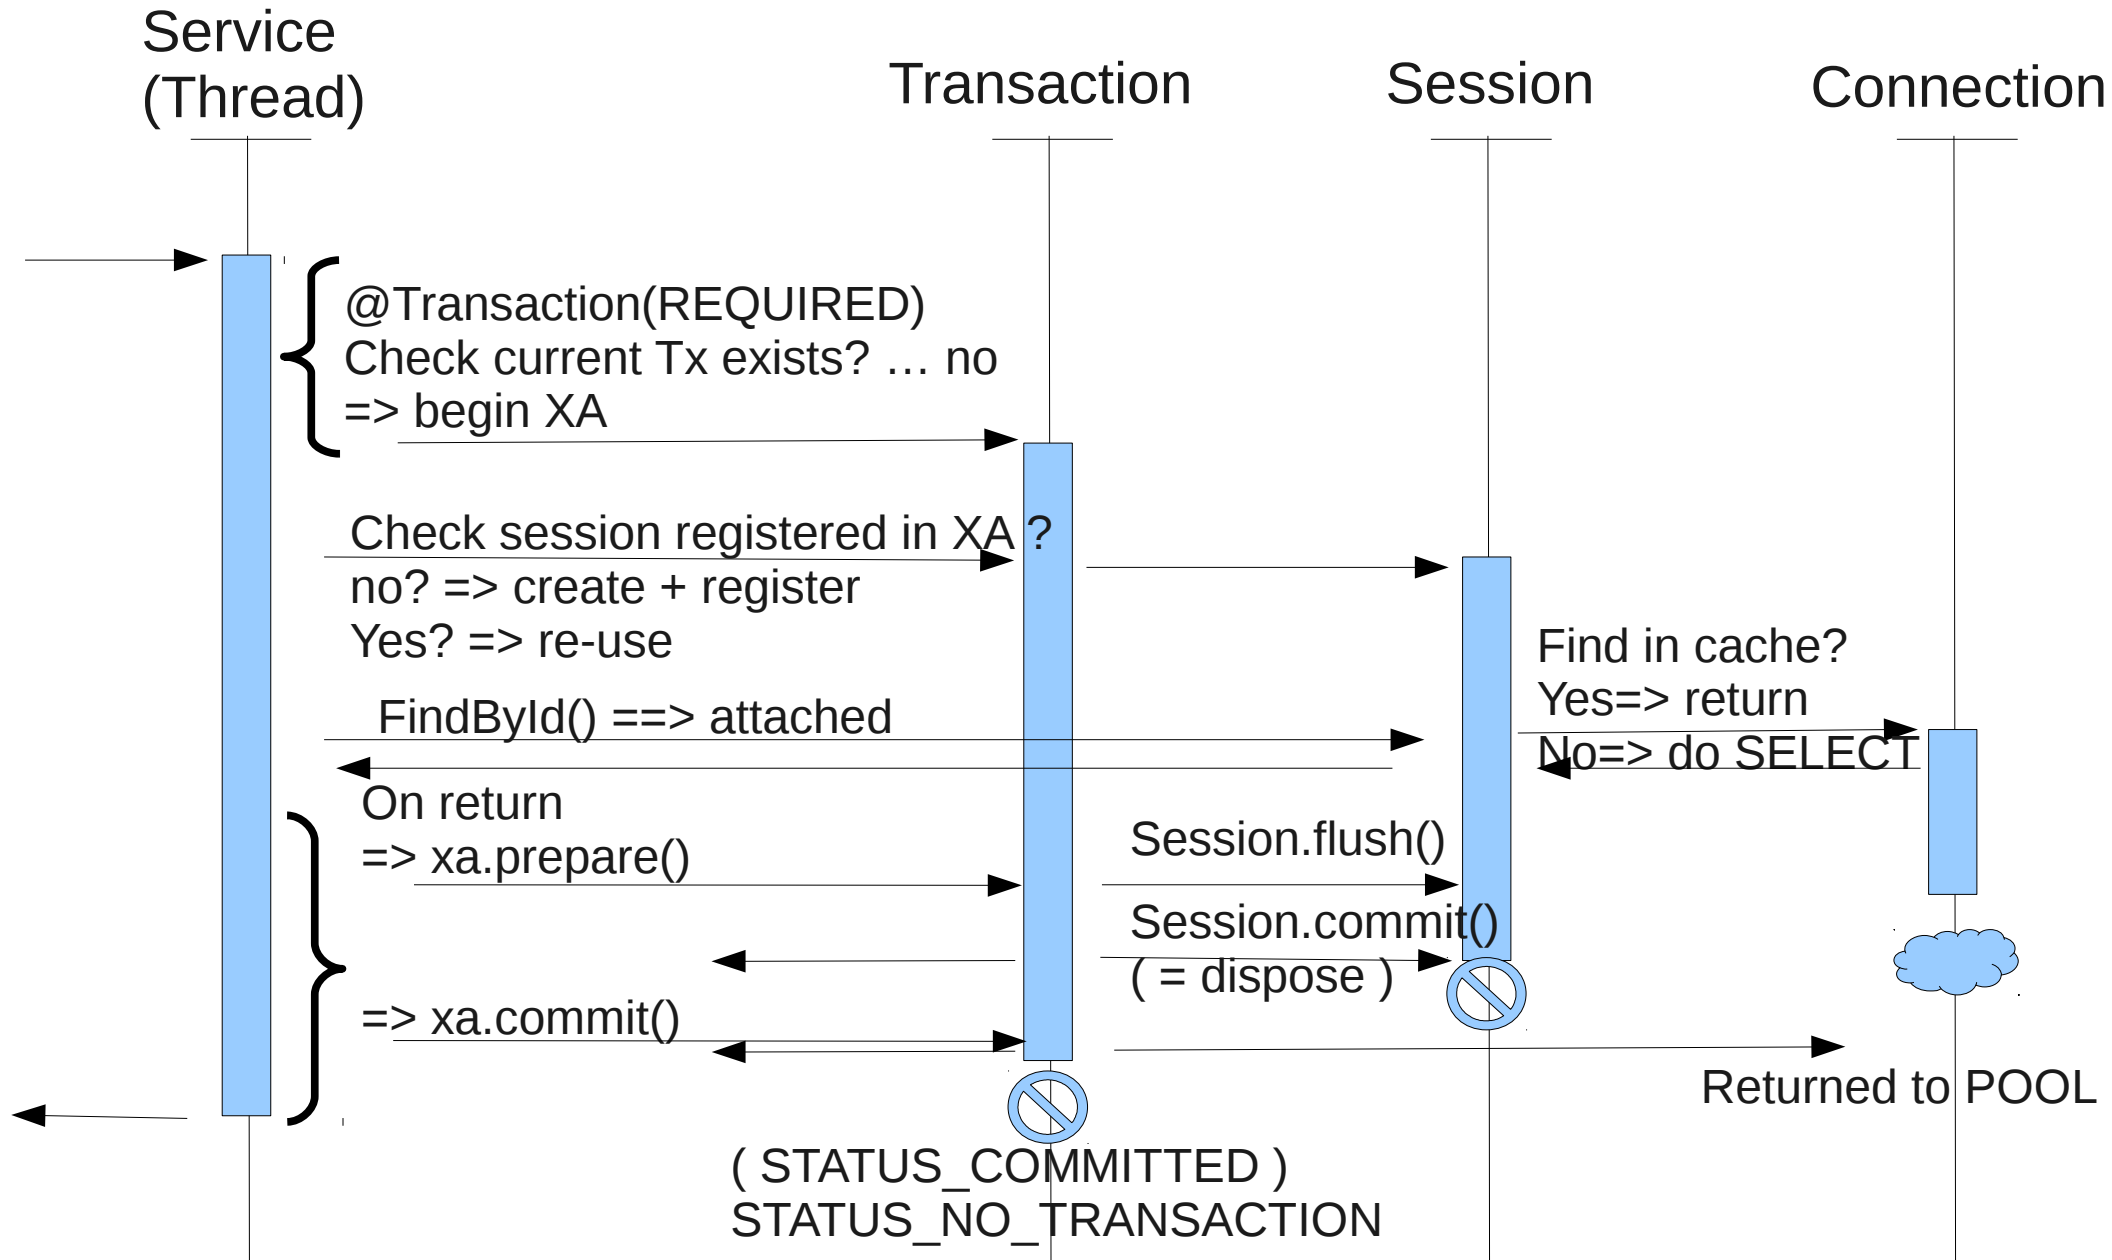 Service
(Thread)
Transaction
Session
Connection
@Transaction(REQUIRED)
Check current Tx exists? … no
=> begin XA
Check session registered in XA ?
no? => create + register
Yes? => re-use
Find in cache?
Yes=> return
No=> do SELECT
FindById() ==> attached
On return
=> xa.prepare()
Session.flush()
Session.commit()
( = dispose )
=> xa.commit()
Returned to POOL
( STATUS_COMMITTED )
STATUS_NO_TRANSACTION